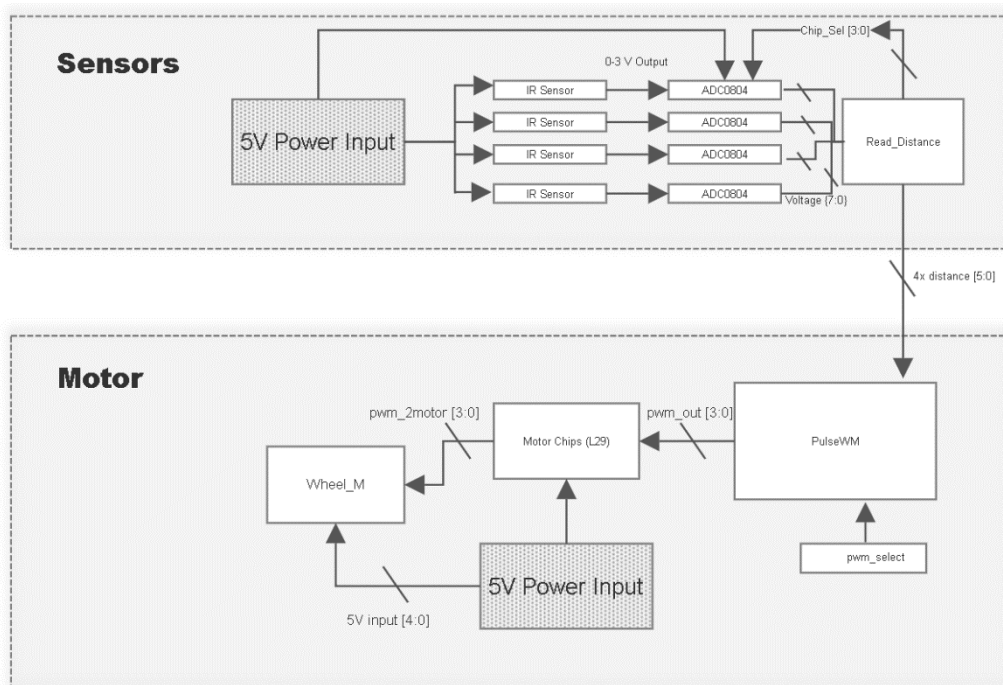 Sensors
Chip_Sel [3:0]
0-3 V Output
5V Power Input
IR Sensor
ADC0804
IR Sensor
ADC0804
IR Sensor
ADC0804
IR Sensor
ADC0804
Read_Distance
Voltage (7:0)
4x distance [5:0]
Motor
pwm_2motor [3:0]
pwm_out [3:0]
Motor Chips (L29)
PulseWM
Wheel_M
pwm_select
5V Power Input
5V input [4:0]